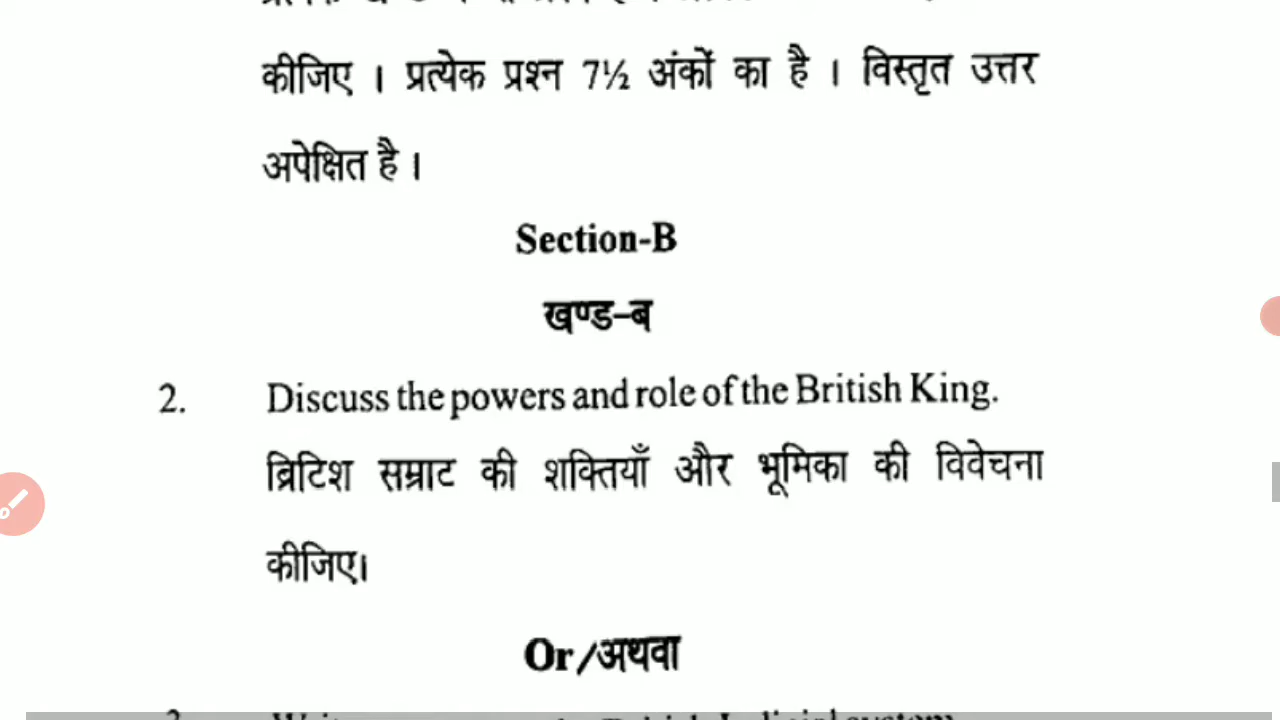 कीजिए । प्रत्येक प्रश्न 7½ अंकों का है । विस्तृत उत्तर
अपेक्षित है ।
Section-B
खण्ड-ब
2. Discuss the powers and role of the British King.
ब्रिटिश सम्राट की शक्तियाँ और भूमिका की विवेचना
कीजिए।
Or/अथवा